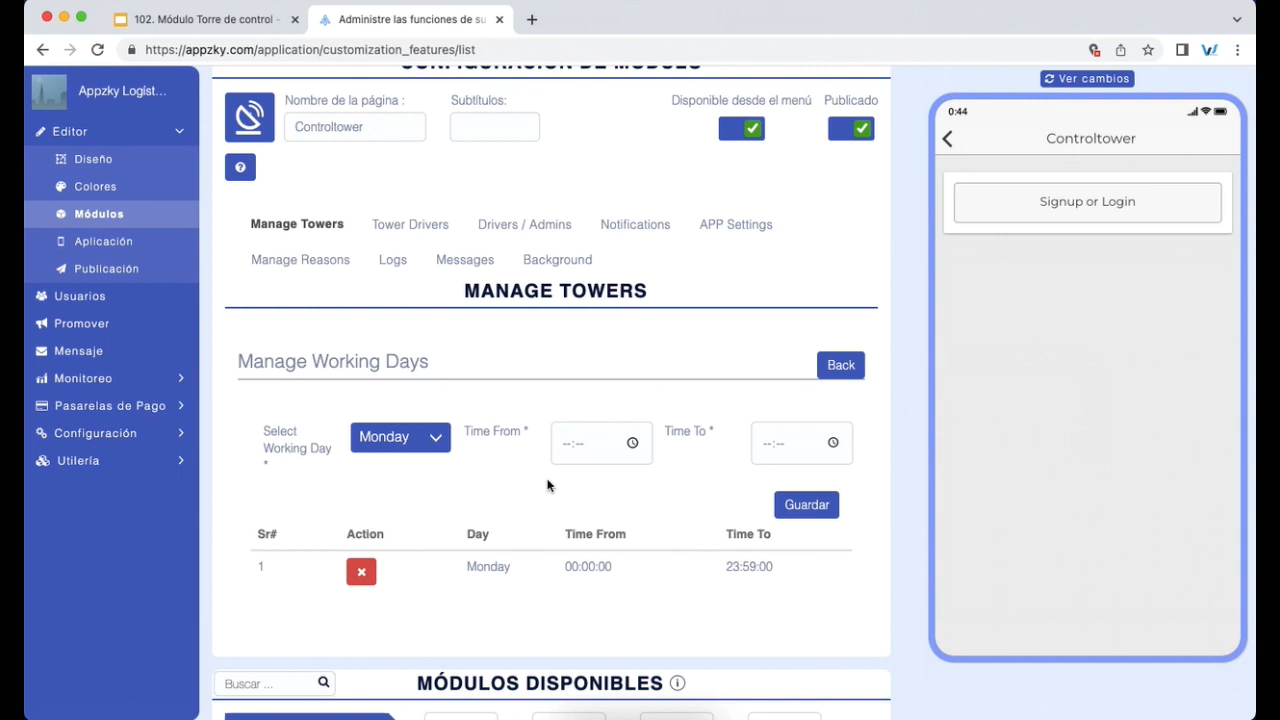 102. Módulo Torre de control -
Administre las funciones de su
https://appzky.com/application/customization_features/list
Appzky Logíst...
Editor
Diseño
Colores
Módulos
Aplicación
Publicación
Usuarios
Promover
Mensaje
Monitoreo
Pasarelas de Pago
Configuración
Utilería
CONFIGURACIÓN DE MÓDULO
Nombre de la página :
Subtítulos:
Disponible desde el menú
Publicado
Controltower
Manage Towers
Tower Drivers
Drivers / Admins
Notifications
APP Settings
Manage Reasons
Logs
Messages
Background
MANAGE TOWERS
Manage Working Days
Back
Select
Working Day
*
Monday
Time From *
--:--
Time To *
--:--
Guardar
Sr# Action Day Time From Time To
1 Monday 00:00:00 23:59:00
Buscar ...
MÓDULOS DISPONIBLES
Ver cambios
0:44
Controltower
Signup or Login